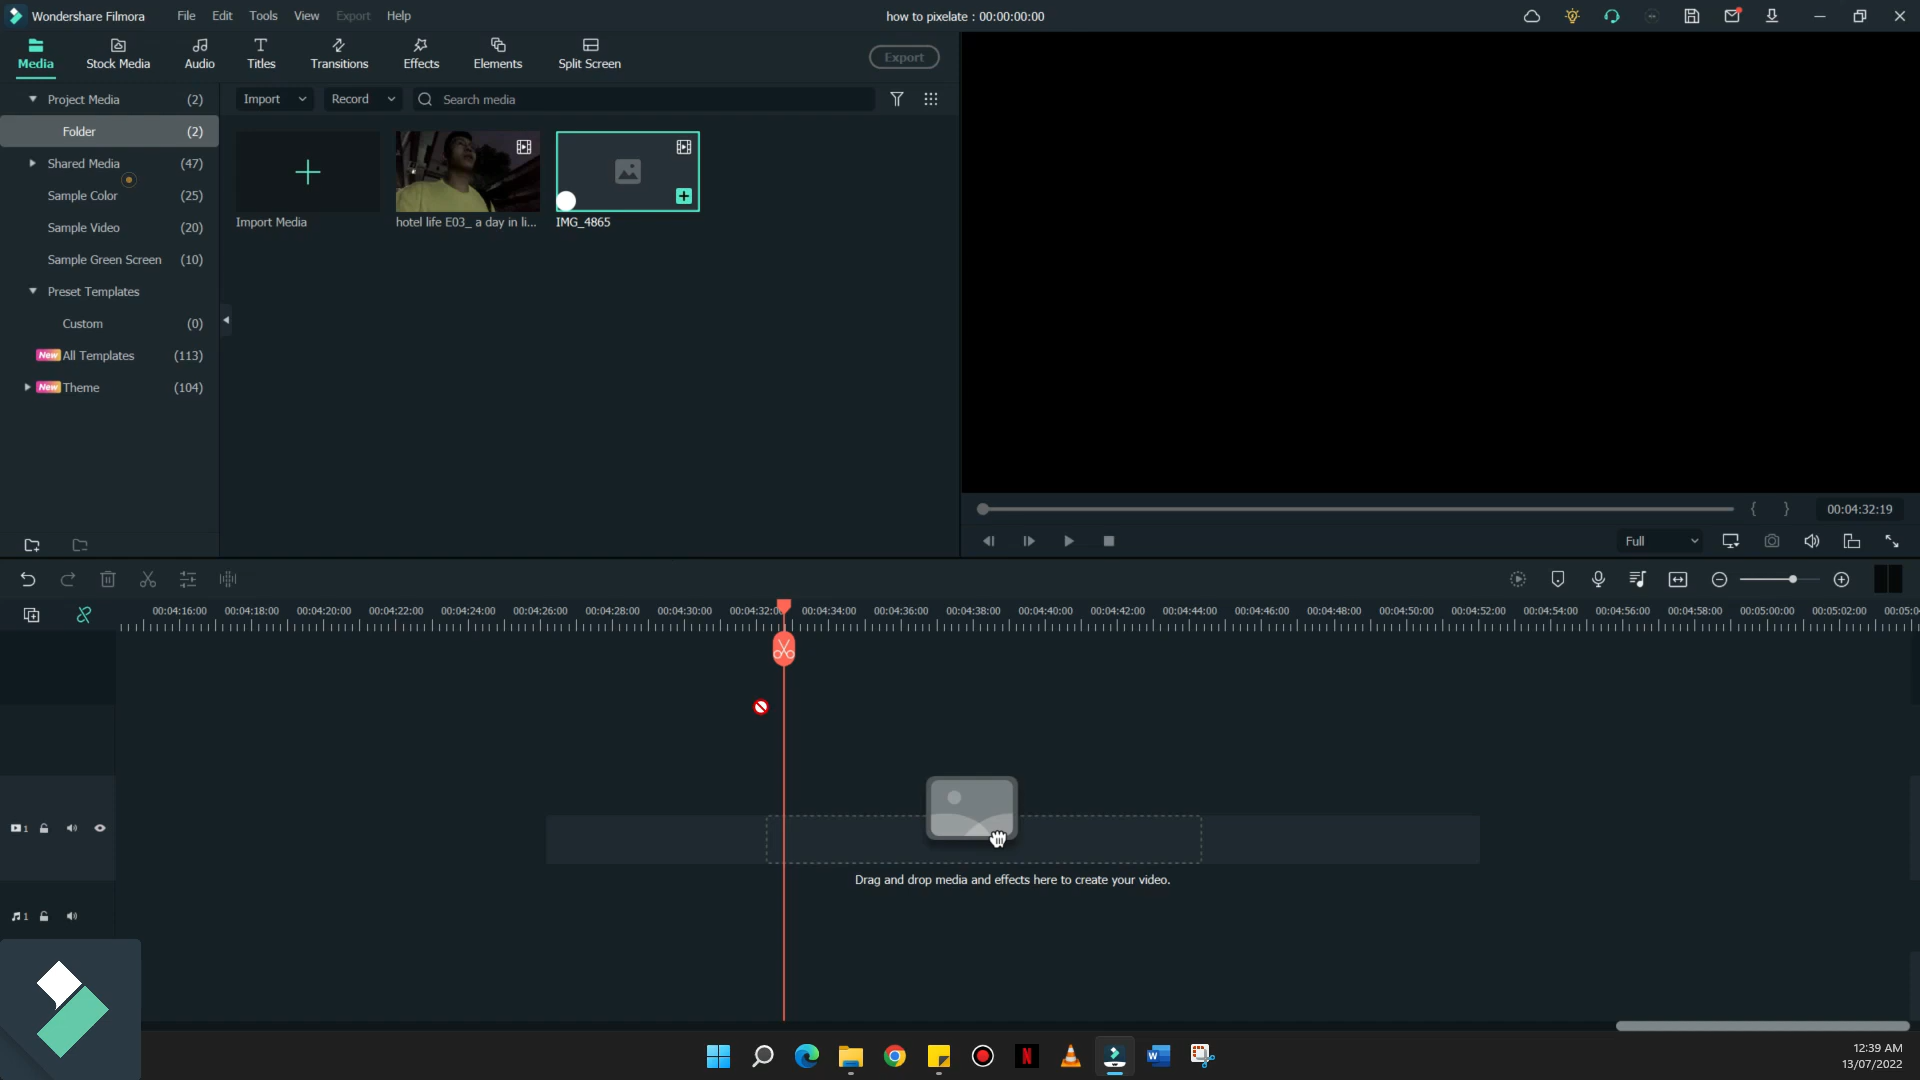 Wondershare Filmora File Edit Tools View Export Help how to pixelate : 00:00:00:00
Media Stock Media Audio Titles Transitions Effects Elements Split Screen Export
Project Media (2)
Folder (2)
Shared Media (47)
Sample Color (25)
Sample Video (20)
Sample Green Screen (10)
Preset Templates
Custom (0)
New All Templates (113)
New Theme (104)
Import Record Search media
Import Media hotel life E03_ a day in li... IMG_4865
{ } 00:04:32:19
Full
00:04:16:00 00:04:18:00 00:04:20:00 00:04:22:00 00:04:24:00 00:04:26:00 00:04:28:00 00:04:30:00 00:04:32:00 00:04:34:00 00:04:36:00 00:04:38:00 00:04:40:00 00:04:42:00 00:04:44:00 00:04:46:00 00:04:48:00 00:04:50:00 00:04:52:00 00:04:54:00 00:04:56:00 00:04:58:00 00:05:00:00 00:05:02:00 00:05:0
1
Drag and drop media and effects here to create your video.
1
N W
12:39 AM
13/07/2022